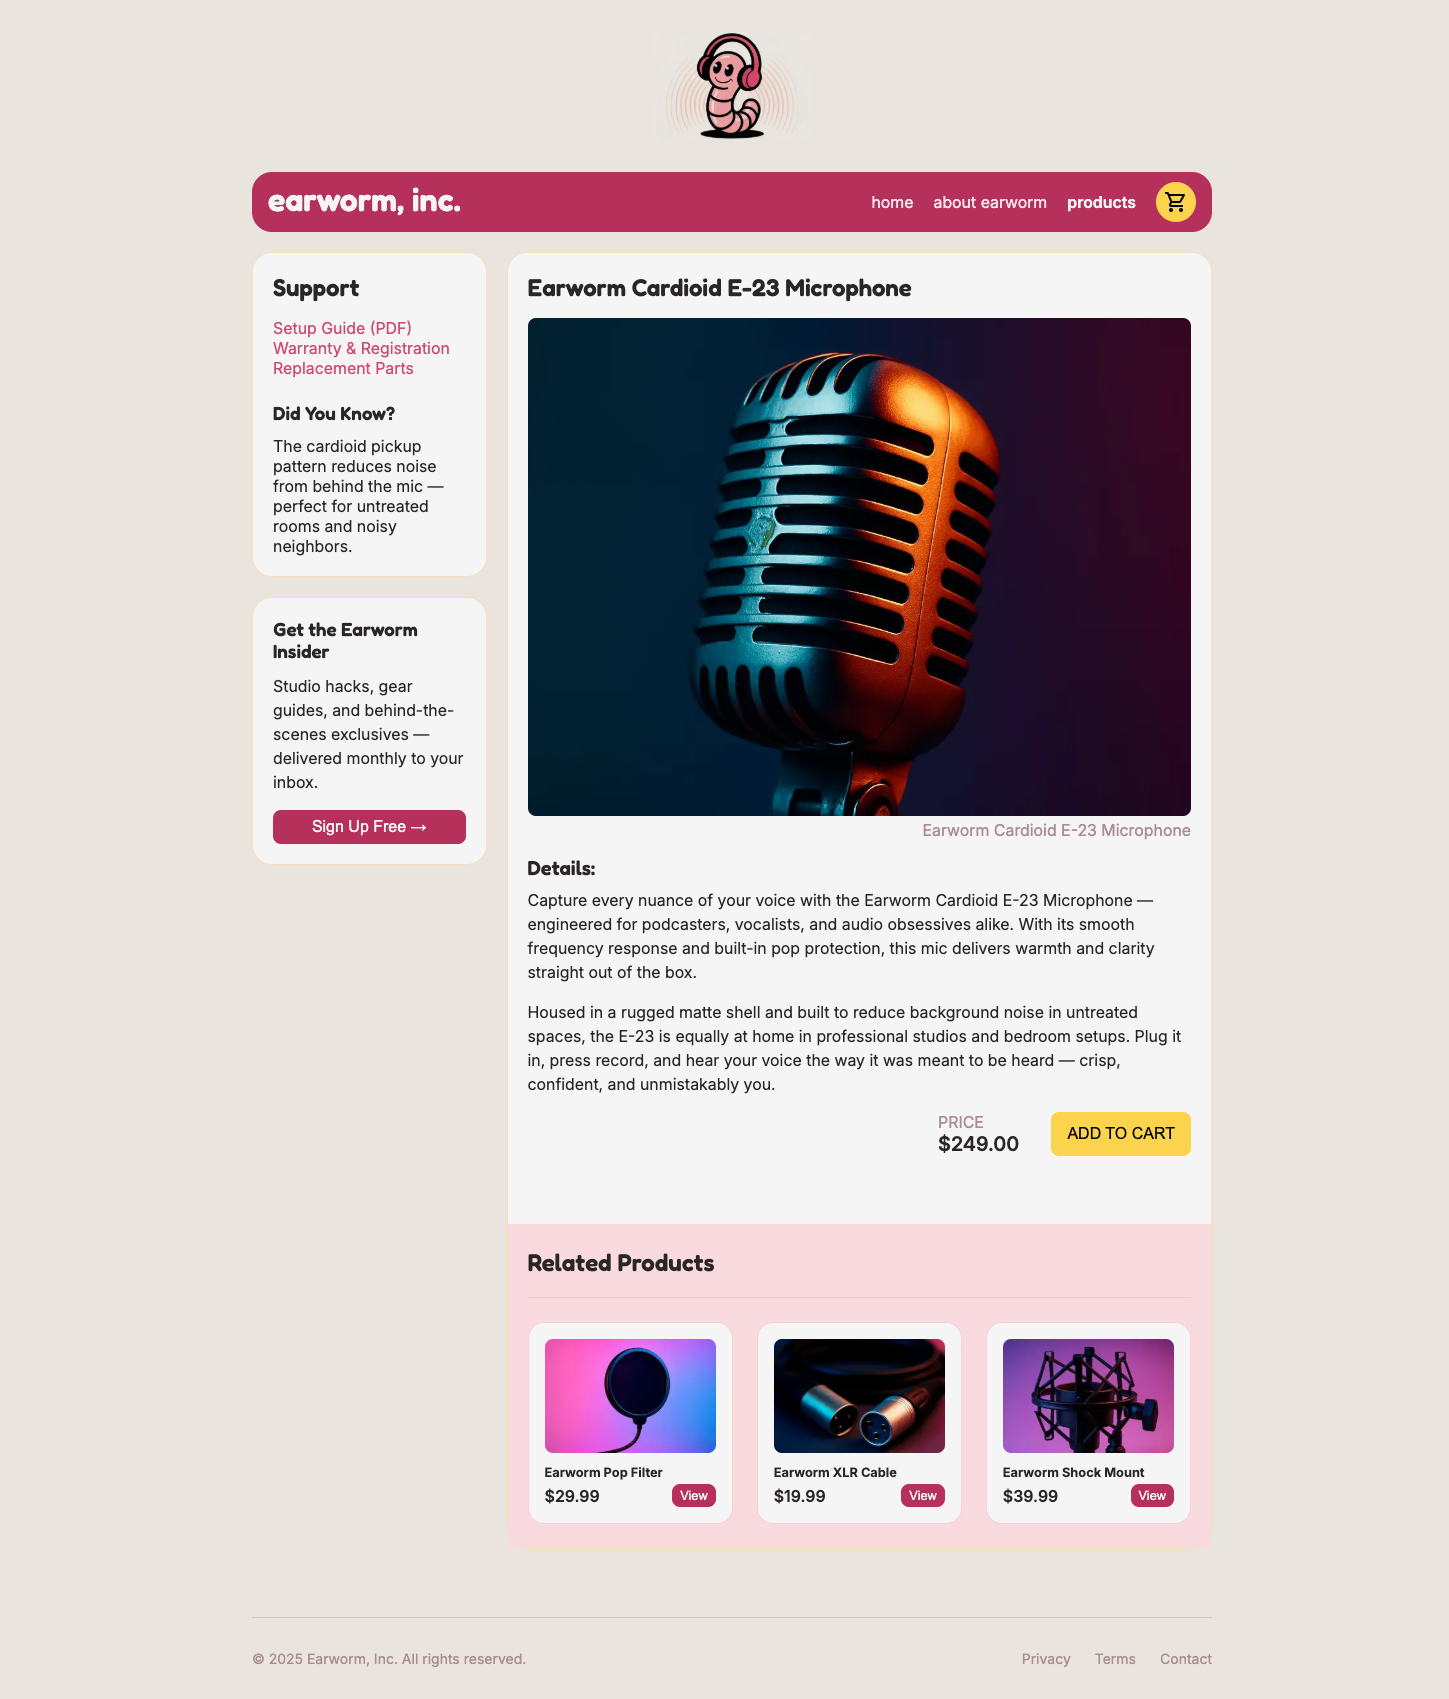 earworm, inc.
home
about earworm
products
Support
Setup Guide (PDF)
Warranty & Registration
Replacement Parts
Did You Know?
The cardioid pickup
pattern reduces noise
from behind the mic —
perfect for untreated
rooms and noisy
neighbors.
Get the Earworm
Insider
Studio hacks, gear
guides, and behind-the-
scenes exclusives —
delivered monthly to your
inbox.
Sign Up Free →
Earworm Cardioid E-23 Microphone
Earworm Cardioid E-23 Microphone
Details:
Capture every nuance of your voice with the Earworm Cardioid E-23 Microphone —
engineered for podcasters, vocalists, and audio obsessives alike. With its smooth
frequency response and built-in pop protection, this mic delivers warmth and clarity
straight out of the box.
Housed in a rugged matte shell and built to reduce background noise in untreated
spaces, the E-23 is equally at home in professional studios and bedroom setups. Plug it
in, press record, and hear your voice the way it was meant to be heard — crisp,
confident, and unmistakably you.
PRICE
$249.00
ADD TO CART
Related Products
Earworm Pop Filter
$29.99
View
Earworm XLR Cable
$19.99
View
Earworm Shock Mount
$39.99
View
© 2025 Earworm, Inc. All rights reserved.
Privacy
Terms
Contact